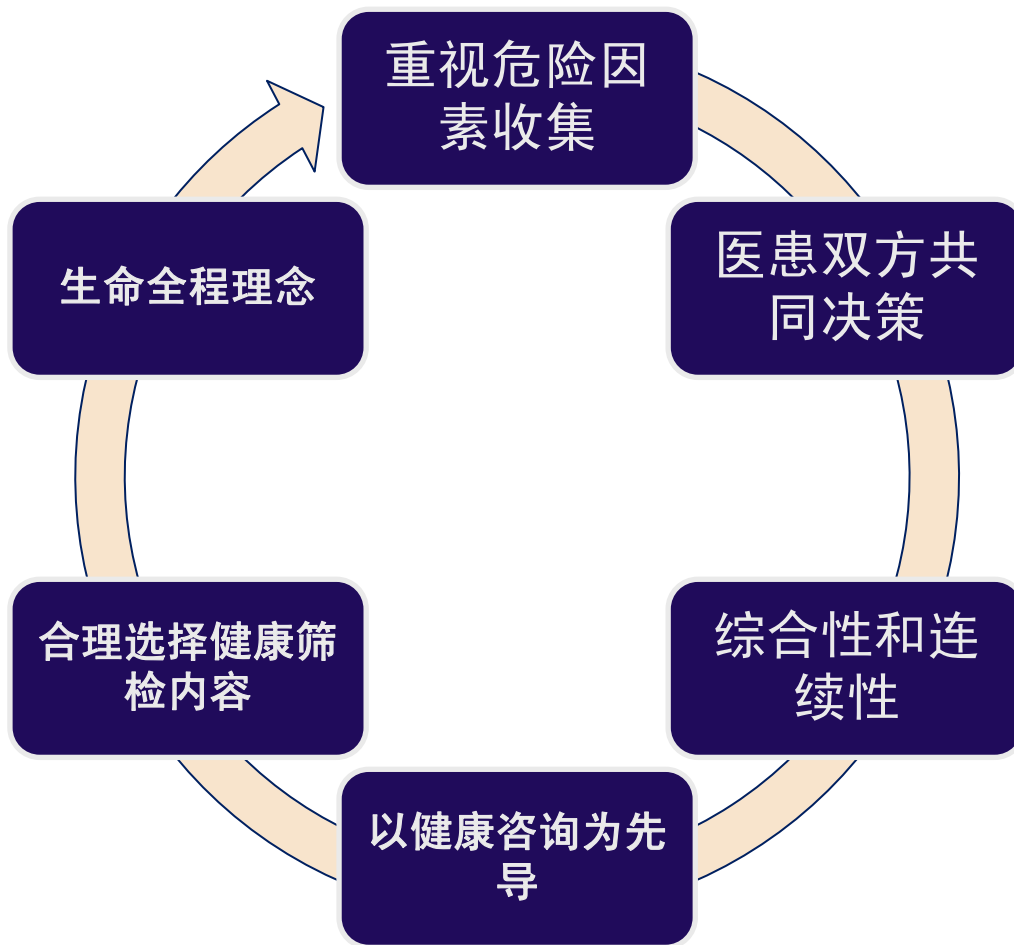 重视危险因
素收集
医患双方共
同决策
综合性和连
续性
以健康咨询为先
导
合理选择健康筛
检内容
生命全程理念